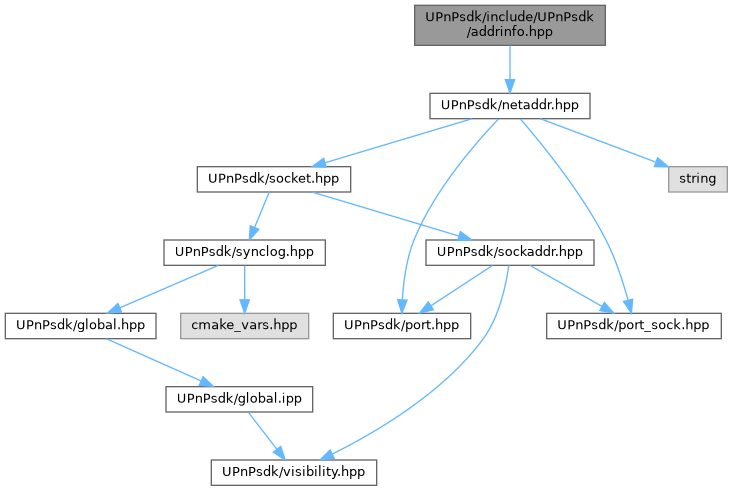 UPnPsdk/include/UPnPsdk
/addrinfo.hpp
UPnPsdk/netaddr.hpp
UPnPsdk/socket.hpp
string
UPnPsdk/synclog.hpp
UPnPsdk/sockaddr.hpp
UPnPsdk/global.hpp
cmake_vars.hpp
UPnPsdk/port.hpp
UPnPsdk/port_sock.hpp
UPnPsdk/global.ipp
UPnPsdk/visibility.hpp